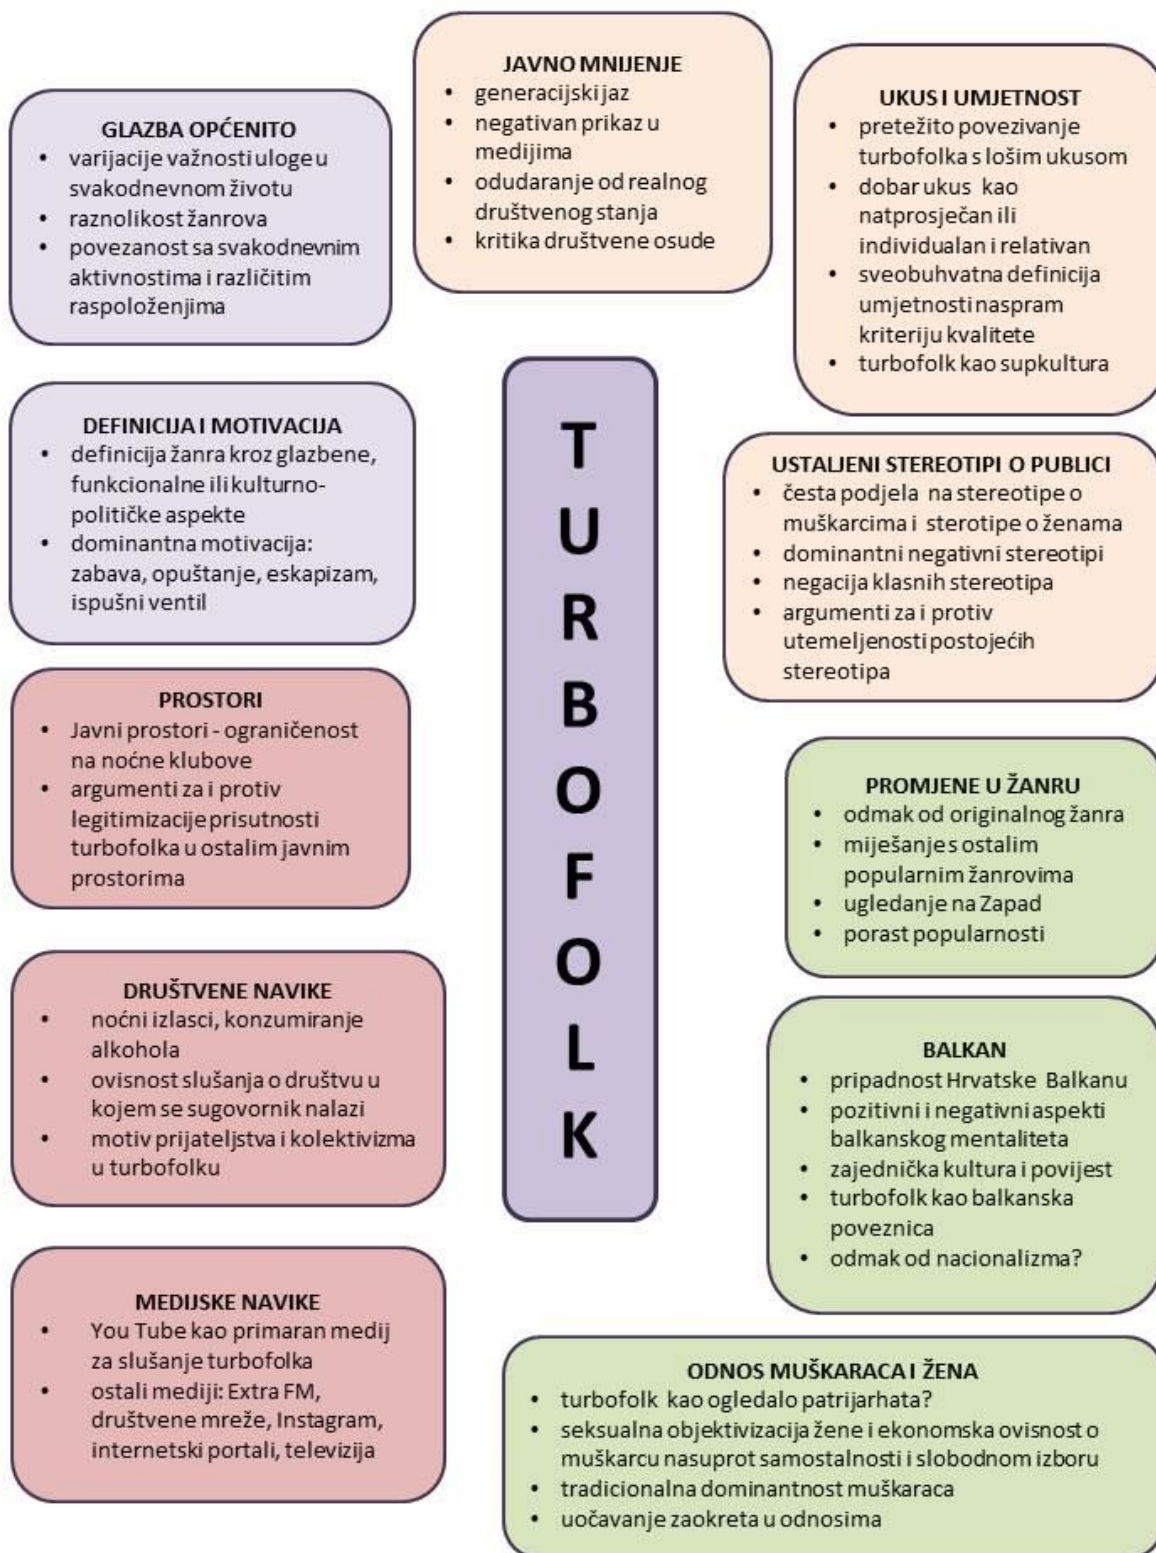 GLAZBA OPĆENITO
• varijacije važnosti uloge u
svakodnevnom životu
• raznolikost žanrova
• povezanost sa svakodnevnim
aktivnostima i različitim
raspoloženjima
JAVNO MNIJENJE
• generacijski jaz
• negativan prikaz u
medijima
• odudaranje od realnog
društvenog stanja
• kritika društvene osude
UKUS I UMJETNOST
• pretežito povezivanje
turbofolka s lošim ukusom
• dobar ukus kao
natprosječan ili
individualan i relativan
• sveobuhvatna definicija
umjetnosti naspram
kriteriju kvalitete
• turbofolk kao supkultura
DEFINICIJA I MOTIVACIJA
• definicija žanra kroz glazbene,
funkcionalne ili kulturno-
političke aspekte
• dominantna motivacija:
zabava, opuštanje, eskapizam,
ispušni ventil
T
U
R
B
O
F
O
L
K
USTALJENI STEREOTIPI O PUBLICI
• česta podjela na stereotipe o
muškarcima i sterotipe o ženama
• dominantni negativni stereotipi
• negacija klasnih stereotipa
• argumenti za i protiv
utemeljenosti postojećih
stereotipa
PROSTORI
• Javni prostori - ograničenost
na noćne klubove
• argumenti za i protiv
legitimizacije prisutnosti
turbofolka u ostalim javnim
prostorima
PROMJENE U ŽANRU
• odmak od originalnog žanra
• miješanje s ostalim
popularnim žanrovima
• ugledanje na Zapad
• porast popularnosti
DRUŠTVENE NAVIKE
• noćni izlasci, konzumiranje
alkohola
• ovisnost slušanja o društvu u
kojem se sugovornik nalazi
• motiv prijateljstva i kolektivizma
u turbofolku
BALKAN
• pripadnost Hrvatske Balkanu
• pozitivni i negativni aspekti
balkanskog mentaliteta
• zajednička kultura i povijest
• turbofolk kao balkanska
poveznica
• odmak od nacionalizma?
MEDIJSKE NAVIKE
• You Tube kao primaran medij
za slušanje turbofolka
• ostali mediji: Extra FM,
društvene mreže, Instagram,
internetski portali, televizija
ODNOS MUŠKARACA I ŽENA
• turbofolk kao ogledalo patrijarhata?
• seksualna objektivizacija žene i ekonomska ovisnost o
muškarcu nasuprot samostalnosti i slobodnom izboru
• tradicionalna dominantnost muškaraca
• uočavanje zaokreta u odnosima